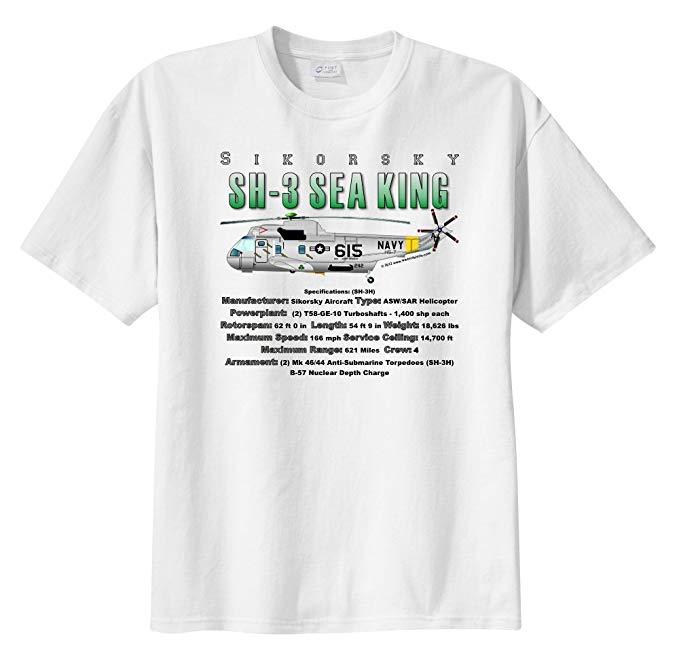 SIKORSKY
SH-3 SEA KING
615
NAVY
HS-7
Specifications: (SH-3H)
Manufacturer: Sikorsky Aircraft Type: ASW/SAR Helicopter
Powerplant: (2) T58-GE-10 Turboshafts - 1,400 shp each
Rotorspan: 62 ft 0 in Length: 54 ft 9 in Weight: 18,626 lbs
Maximum Speed: 166 mph Service Ceiling: 14,700 ft
Maximum Range: 621 Miles Crew: 4
Armament: (2) Mk 46/44 Anti-Submarine Torpedoes (SH-3H)
B-57 Nuclear Depth Charge